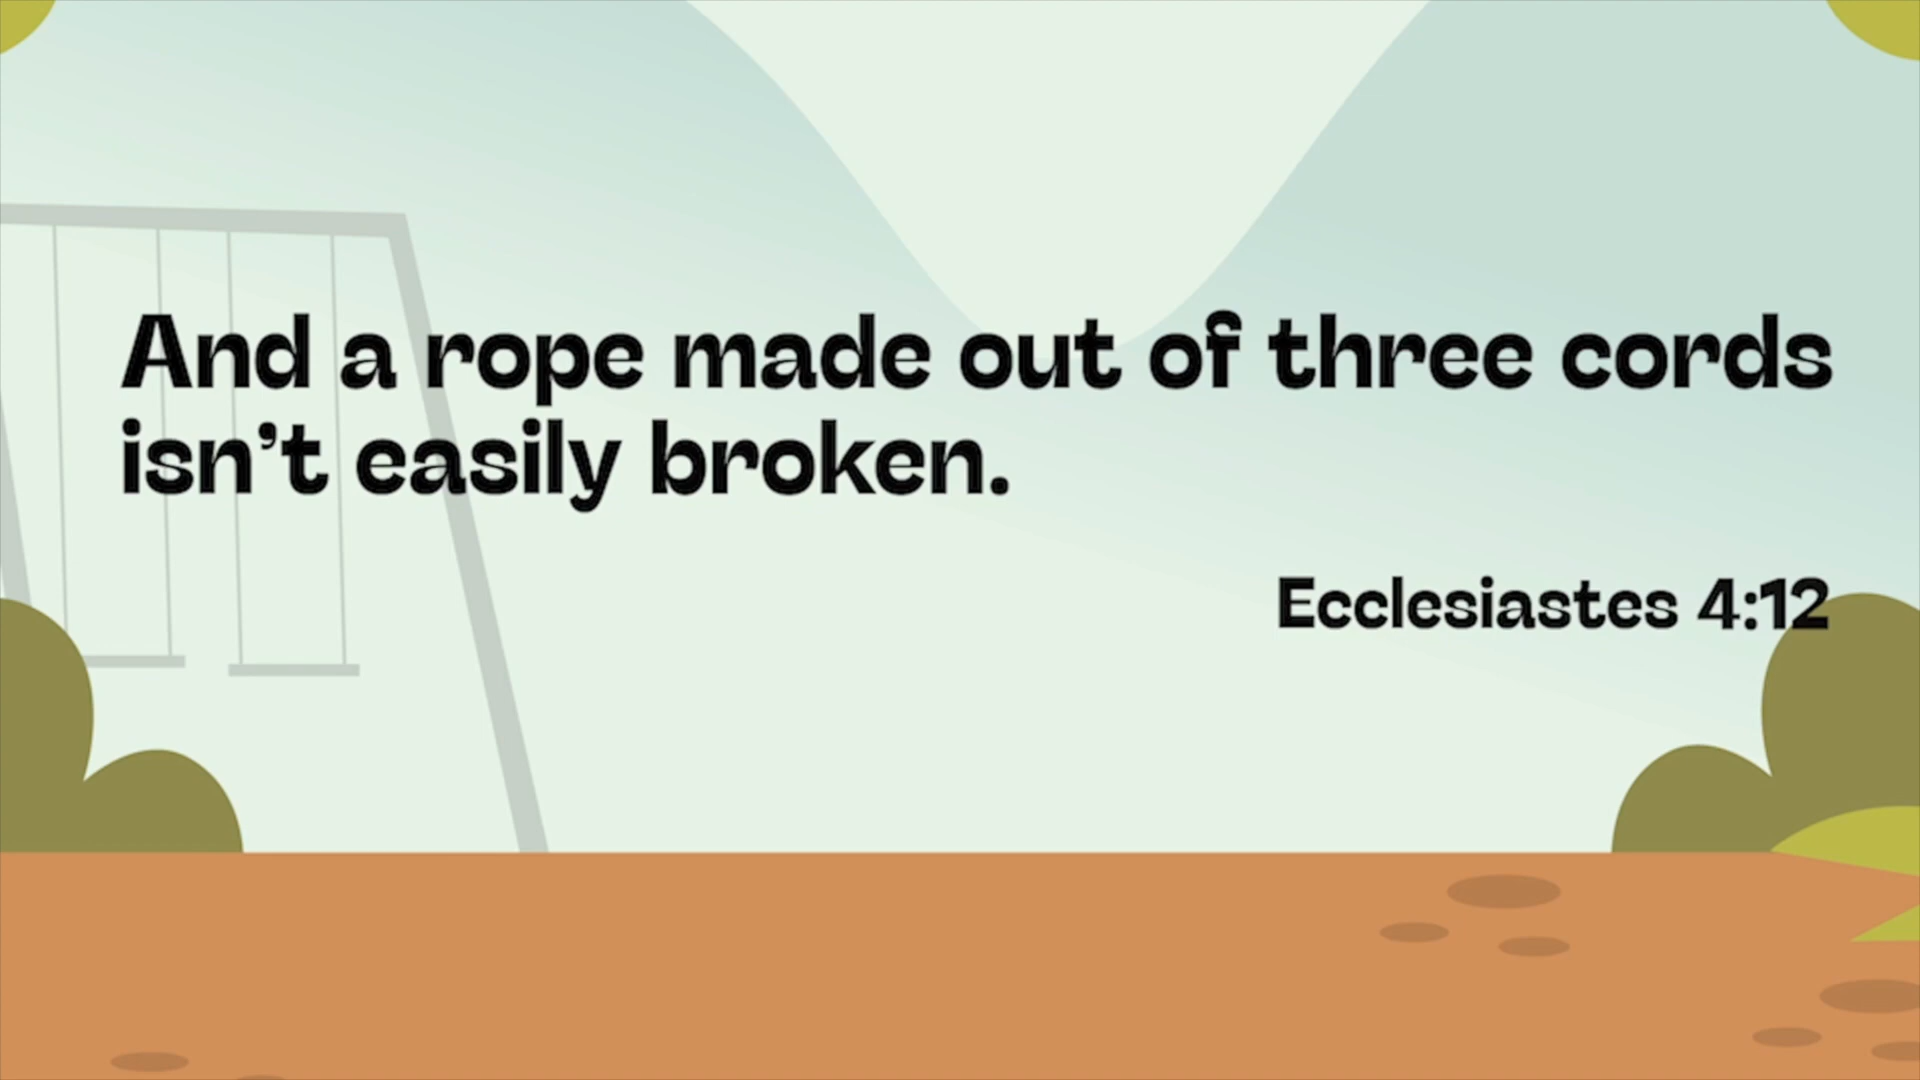 And a rope made out of three cords
isn’t easily broken.
Ecclesiastes 4:12